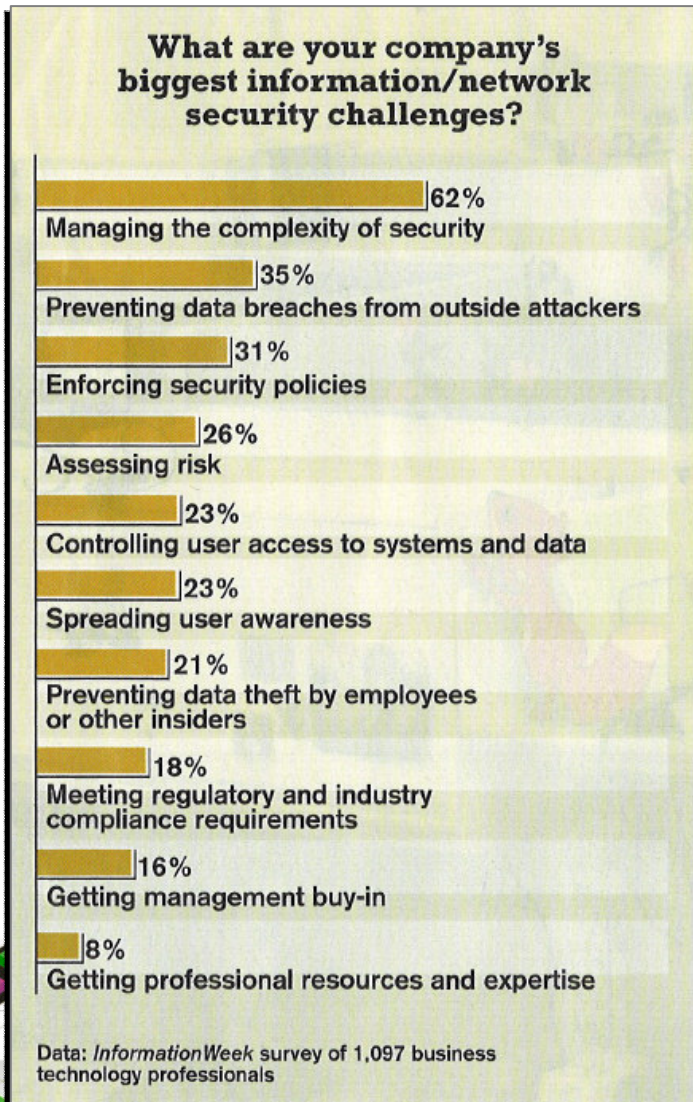 What are your company's
biggest information/network
security challenges?
62%
Managing the complexity of security
35%
Preventing data breaches from outside attackers
31%
Enforcing security policies
26%
Assessing risk
23%
Controlling user access to systems and data
23%
Spreading user awareness
21%
Preventing data theft by employees
or other insiders
18%
Meeting regulatory and industry
compliance requirements
16%
Getting management buy-in
8%
Getting professional resources and expertise
Data: InformationWeek survey of 1,097 business
technology professionals